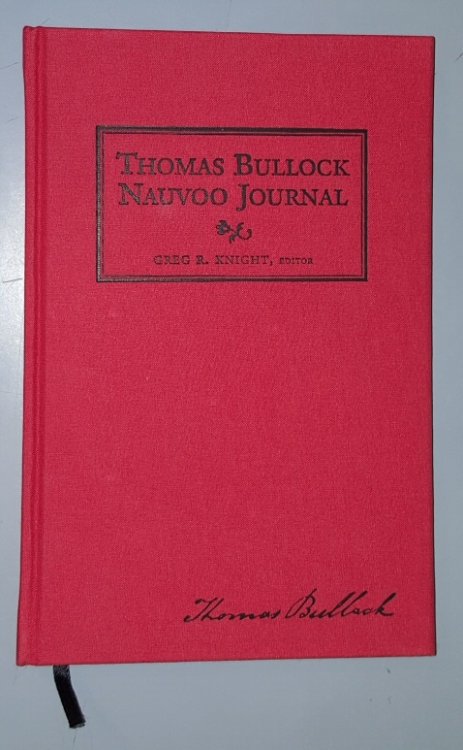 THOMAS BULLOCK
NAUVOO JOURNAL
GREG R. KNIGHT, EDITOR
Thomas Bullock